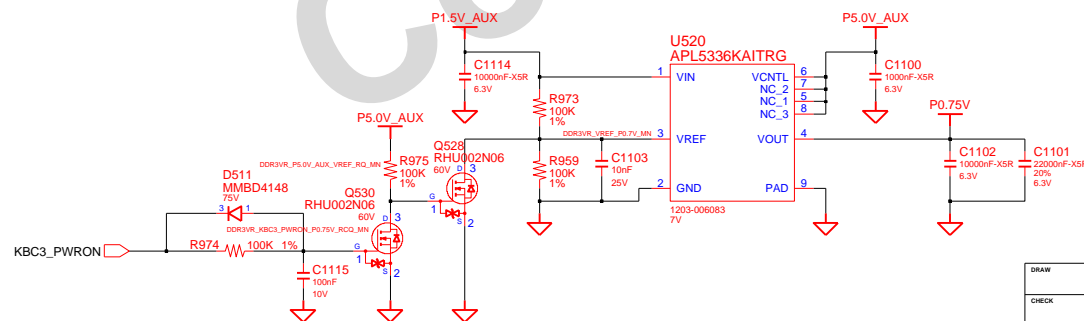 P1.5V_AUX
P5.0V_AUX
U520
APL5336KAITRG
C1114
10000nF-X5R
6.3V
1
VIN
VCNTL
6
NC_2
7
NC_1
5
NC_3
8
C1100
10000nF-X5R
6.3V
R973
100K
1%
P0.75V
P5.0V_AUX
DDR3VR_VREF_P0.7V_MN
3
VREF
VOUT
4
Q528
RHU002N06
60V
DDR3VR_P5.0V_AUX_VREF_RQ_MN
R975
100K
1%
D
3
G
1
S
2
R959
100K
1%
C1103
10nF
25V
C1102
10000nF-X5R
6.3V
C1101
22000nF-X5R
20%
6.3V
2
GND
PAD
9
1203-006083
7V
D511
MMBD4148
75V
3
1
Q530
RHU002N06
60V
DDR3VR_KBC3_PWRON_P0.75V_RCQ_MN
D
3
G
1
S
2
KBC3_PWRON
R974
100K
1%
C1115
100nF
10V
DRAW
CHECK